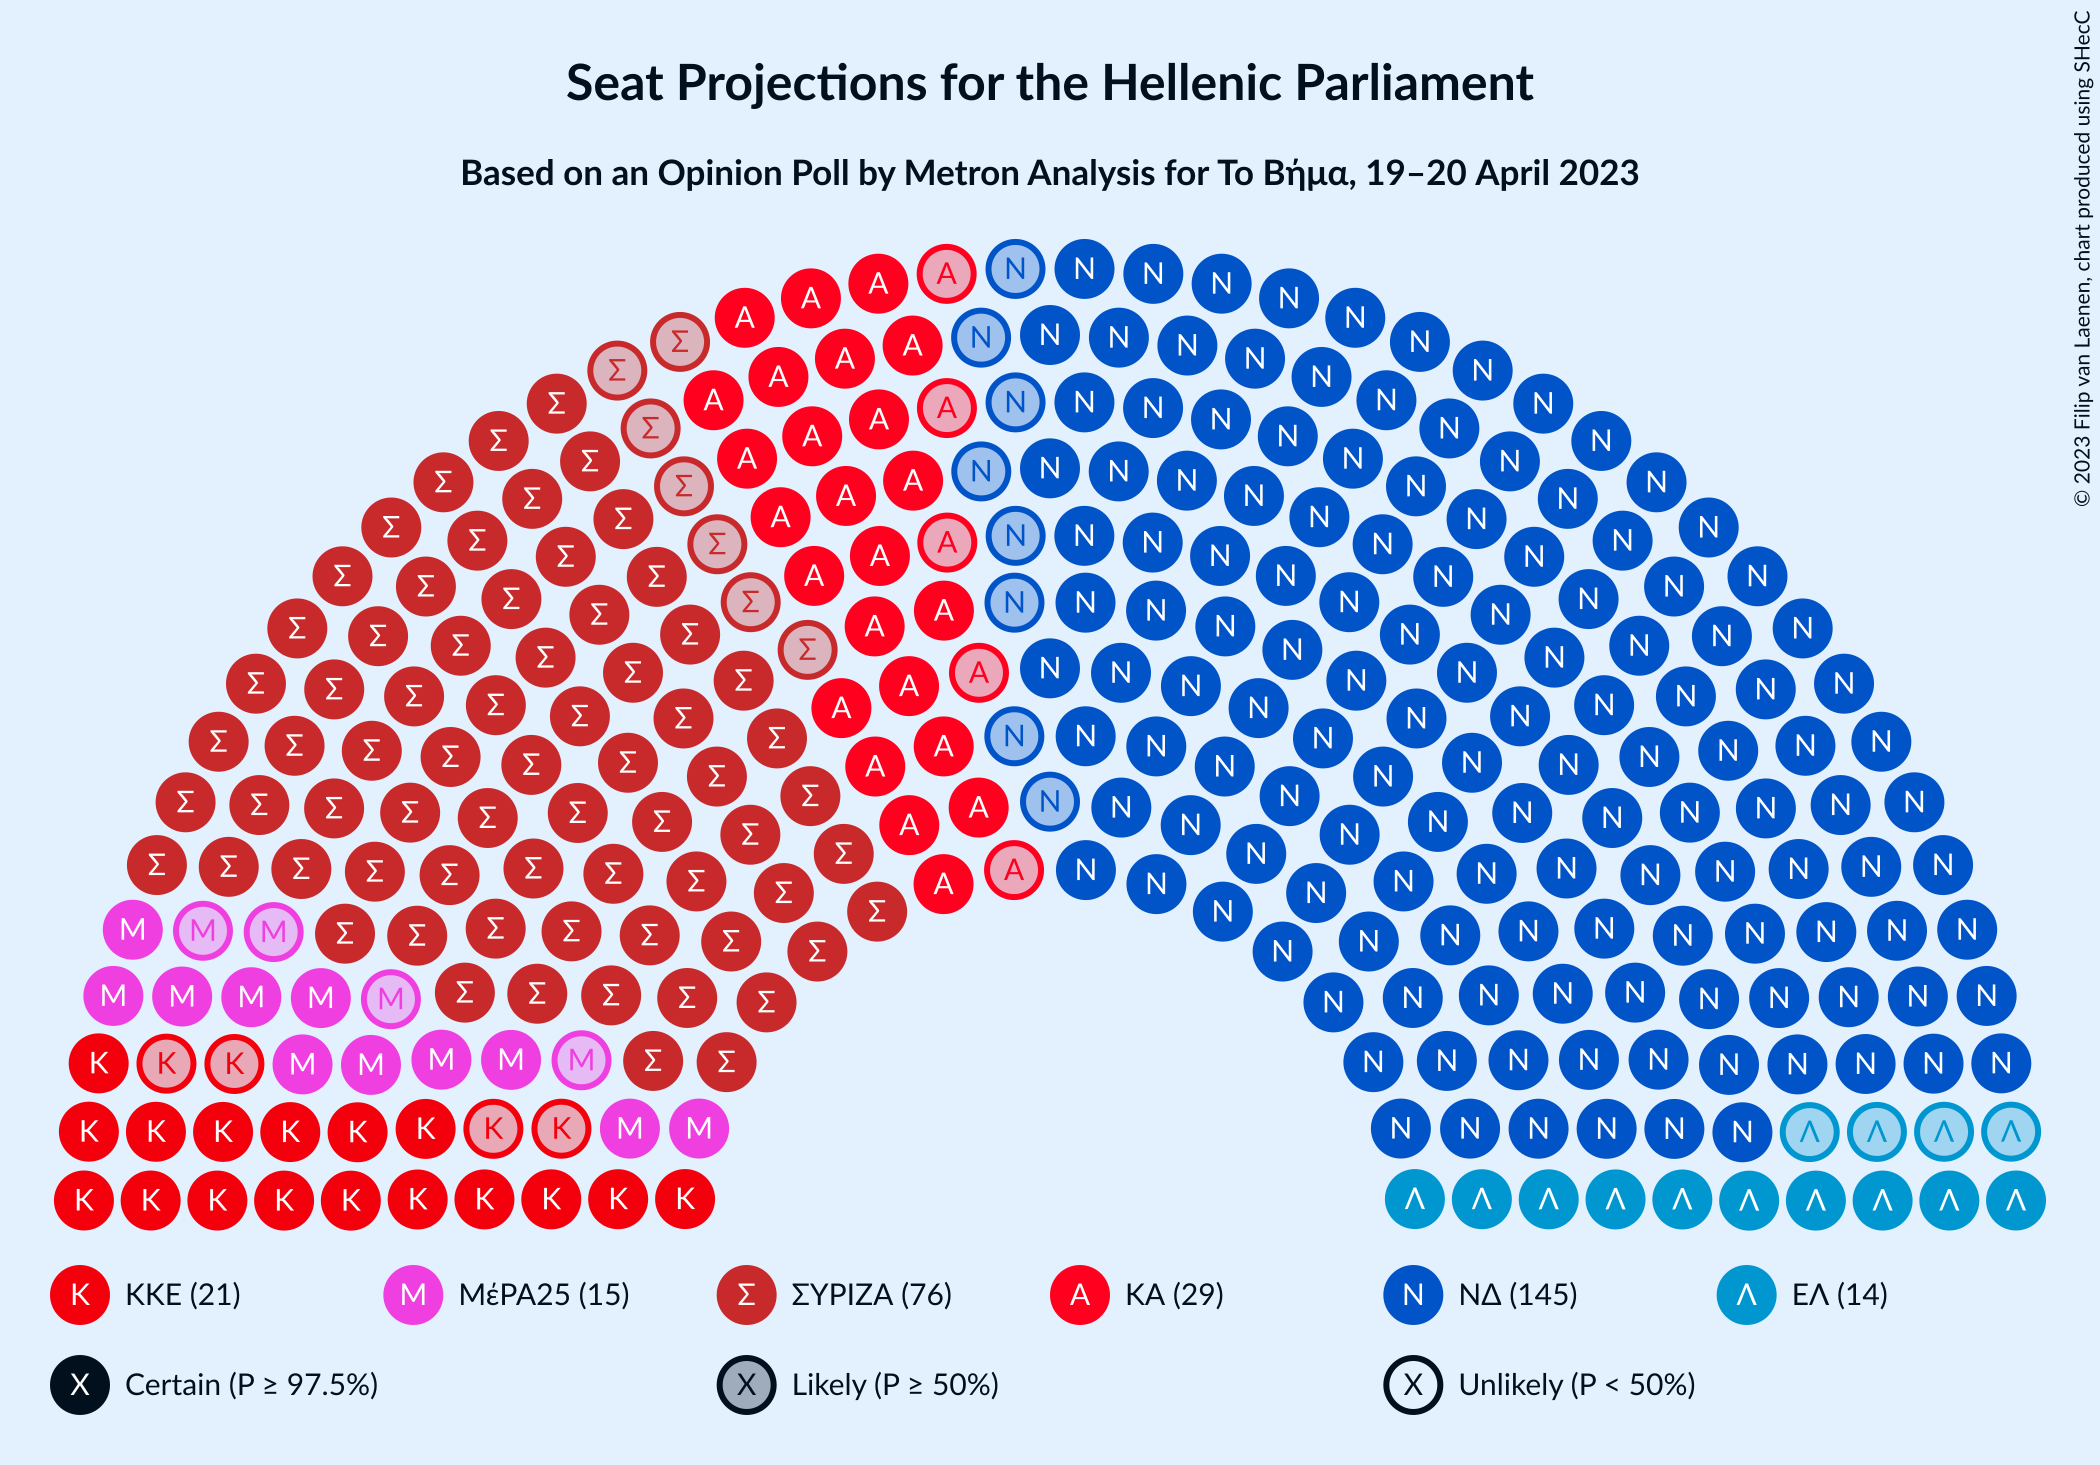 Seat Projections for the Hellenic Parliament
Based on an Opinion Poll by Metron Analysis for Το Βήμα, 19–20 April 2023
© 2023 Filip van Laenen, chart produced using SHecC
Κ ΚΚΕ (21)
Μ ΜέΡΑ25 (15)
Σ ΣΥΡΙΖΑ (76)
Α ΚΑ (29)
Ν ΝΔ (145)
Λ ΕΛ (14)
X Certain (P ≥ 97.5%)
X Likely (P ≥ 50%)
X Unlikely (P < 50%)